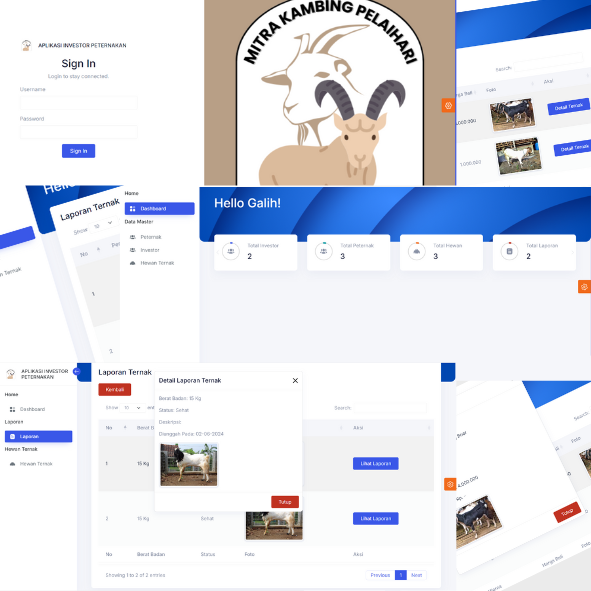 APLIKASI INVESTOR PETERNAKAN
Sign In
Login to stay connected.
Username
Password
Sign In
MITRA KAMBING PELAIHARI
Search:
Foto
Aksi
Detail Ternak
1.000.000
Detail Ternak
Laporan Ternak
Show 10
No
1
2
Home
Dashboard
Data Master
Peternak
Investor
Hewan Ternak
Hello Galih!
Total Investor
2
Total Peternak
3
Total Hewan
3
Total Laporan
2
APLIKASI INVESTOR
PETERNAKAN
Home
Dashboard
Laporan
Laporan
Hewan Ternak
Hewan Ternak
Laporan Ternak
Kembali
Show 10
Search:
No
Aksi
1 15 Kg Lihat Laporan
2 15 Kg Sehat Lihat Laporan
No Berat Badan Status Foto Aksi
Showing 1 to 2 of 2 entries
Previous 1 Next
Detail Laporan Ternak
Berat Badan: 15 Kg
Status: Sehat
Deskripsi:
Diunggah Pada: 02-06-2024
Tutup
Foto
Tutup
Harga Beli
Foto